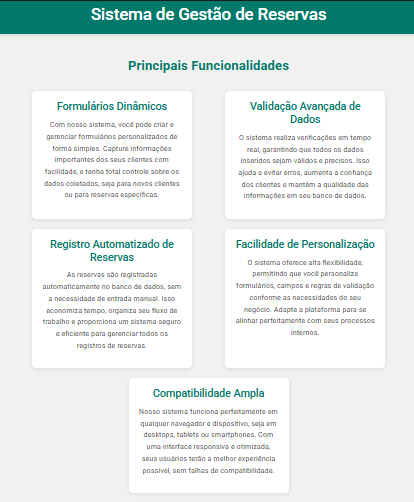 Sistema de Gestão de Reservas
Principais Funcionalidades
Formulários Dinâmicos
Com nosso sistema, você pode criar e
gerenciar formulários personalizados de
forma simples. Capture informações
importantes dos seus clientes com
facilidade, e tenha total controle sobre os
dados coletados, seja para novos clientes
ou para reservas específicas.
Validação Avançada de
Dados
O sistema realiza verificações em tempo
real, garantindo que todos os dados
inseridos sejam válidos e precisos. Isso
ajuda a evitar erros, aumenta a confiança
dos clientes e mantém a qualidade das
informações em seu banco de dados.
Registro Automatizado de
Reservas
As reservas são registradas
automaticamente no banco de dados, sem
a necessidade de entrada manual. Isso
economiza tempo, organiza seu fluxo de
trabalho e proporciona um sistema seguro
e eficiente para gerenciar todos os
registros de reservas.
Facilidade de Personalização
O sistema oferece alta flexibilidade,
permitindo que você personalize
formulários, campos e regras de validação
conforme as necessidades do seu
negócio. Adapte a plataforma para se
alinhar perfeitamente com seus processos
internos.
Compatibilidade Ampla
Nosso sistema funciona perfeitamente em
qualquer navegador e dispositivo, seja em
desktops, tablets ou smartphones. Com
uma interface responsiva e otimizada,
seus usuários terão a melhor experiência
possível, sem falhas de compatibilidade.